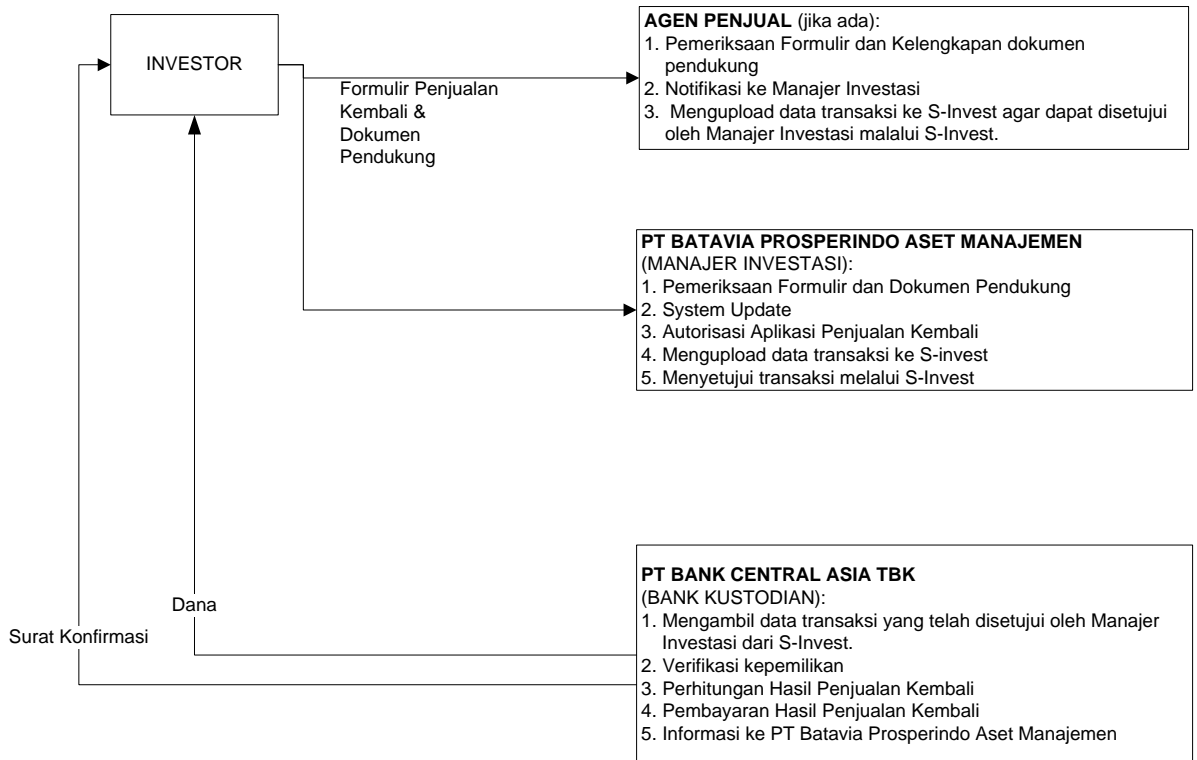 INVESTOR
Formulir Penjualan
Kembali &
Dokumen
Pendukung
AGEN PENJUAL (jika ada):
1. Pemeriksaan Formulir dan Kelengkapan dokumen
pendukung
2. Notifikasi ke Manajer Investasi
3. Mengupload data transaksi ke S-Invest agar dapat disetujui
oleh Manajer Investasi malalui S-Invest.
PT BATAVIA PROSPERINDO ASET MANAJEMEN
(MANAJER INVESTASI):
1. Pemeriksaan Formulir dan Dokumen Pendukung
2. System Update
3. Autorisasi Aplikasi Penjualan Kembali
4. Mengupload data transaksi ke S-invest
5. Menyetujui transaksi melalui S-Invest
Dana
Surat Konfirmasi
PT BANK CENTRAL ASIA TBK
(BANK KUSTODIAN):
1. Mengambil data transaksi yang telah disetujui oleh Manajer
Investasi dari S-Invest.
2. Verifikasi kepemilikan
3. Perhitungan Hasil Penjualan Kembali
4. Pembayaran Hasil Penjualan Kembali
5. Informasi ke PT Batavia Prosperindo Aset Manajemen